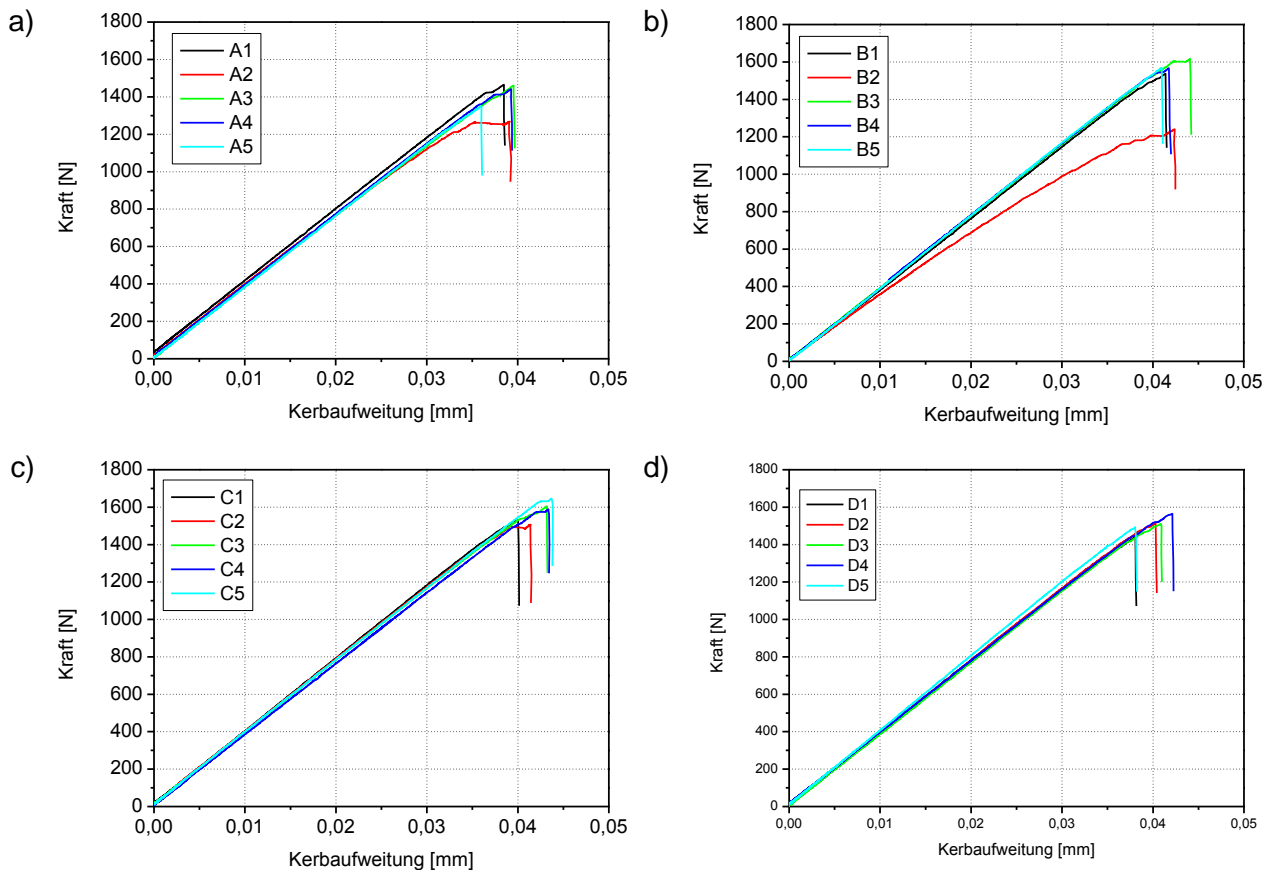 a)
1800
1600
1400
1200
1000
800
600
400
200
0
Kraft [N]
A1
A2
A3
A4
A5
0,00 0,01 0,02 0,03 0,04 0,05
Kerbaufweitung [mm]
b)
1800
1600
1400
1200
1000
800
600
400
200
0
Kraft [N]
B1
B2
B3
B4
B5
0,00 0,01 0,02 0,03 0,04 0,05
Kerbaufweitung [mm]
c)
1800
1600
1400
1200
1000
800
600
400
200
0
Kraft [N]
C1
C2
C3
C4
C5
0,00 0,01 0,02 0,03 0,04 0,05
Kerbaufweitung [mm]
d)
1800
1600
1400
1200
1000
800
600
400
200
0
Kraft [N]
D1
D2
D3
D4
D5
0,00 0,01 0,02 0,03 0,04 0,05
Kerbaufweitung [mm]